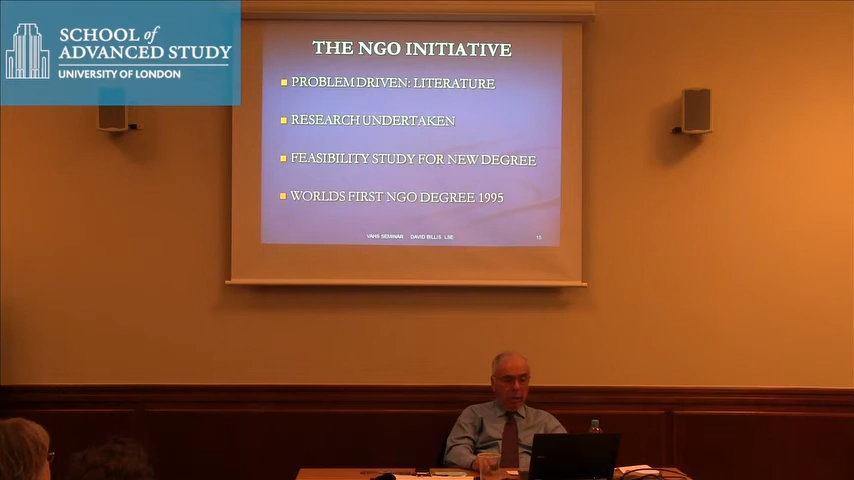 SCHOOL of
ADVANCED STUDY
UNIVERSITY OF LONDON
THE NGO INITIATIVE
PROBLEM DRIVEN: LITERATURE
RESEARCH UNDERTAKEN
FEASIBILITY STUDY FOR NEW DEGREE
WORLDS FIRST NGO DEGREE 1995
VAHS SEMINAR DAVID BILLIS LSE